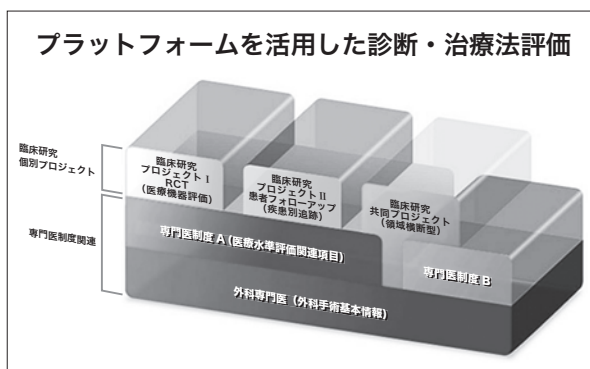 プラットフォームを活用した診断・治療法評価
臨床研究
個別プロジェクト
臨床研究
プロジェクトⅠ
RCT
(医療機器評価)
臨床研究
プロジェクトⅡ
患者フォローアップ
(疾患別追跡)
臨床研究
共同プロジェクト
(領域横断型)
専門医制度関連
専門医制度 A(医療水準評価関連項目)
専門医制度 B
外科専門医(外科手術基本情報)